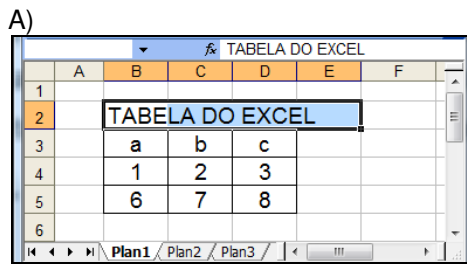 A)
fx TABELA DO EXCEL
A B C D E F
1
2 TABELA DO EXCEL
3 a b c
4 1 2 3
5 6 7 8
6
Plan1 Plan2 Plan3